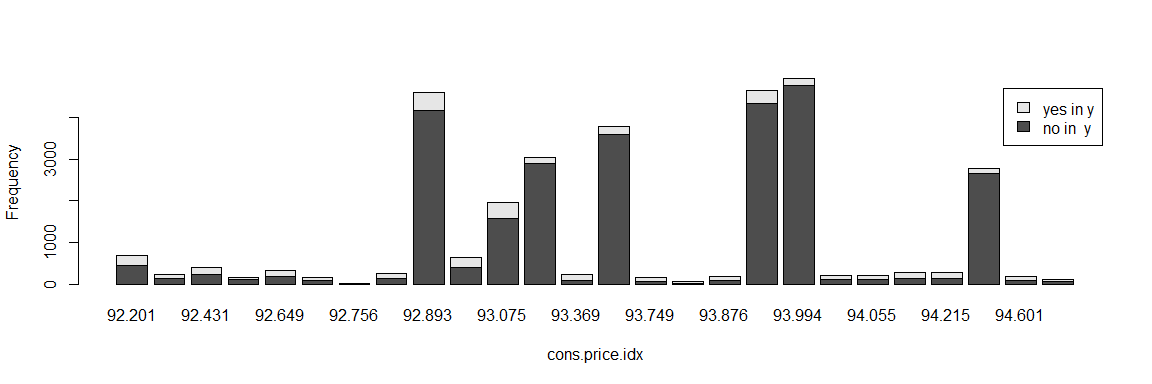 yes in y
no in y
Frequency
3000
1000
0
92.201 92.431 92.649 92.756 92.893 93.075 93.369 93.749 93.876 93.994 94.055 94.215 94.601
cons.price.idx